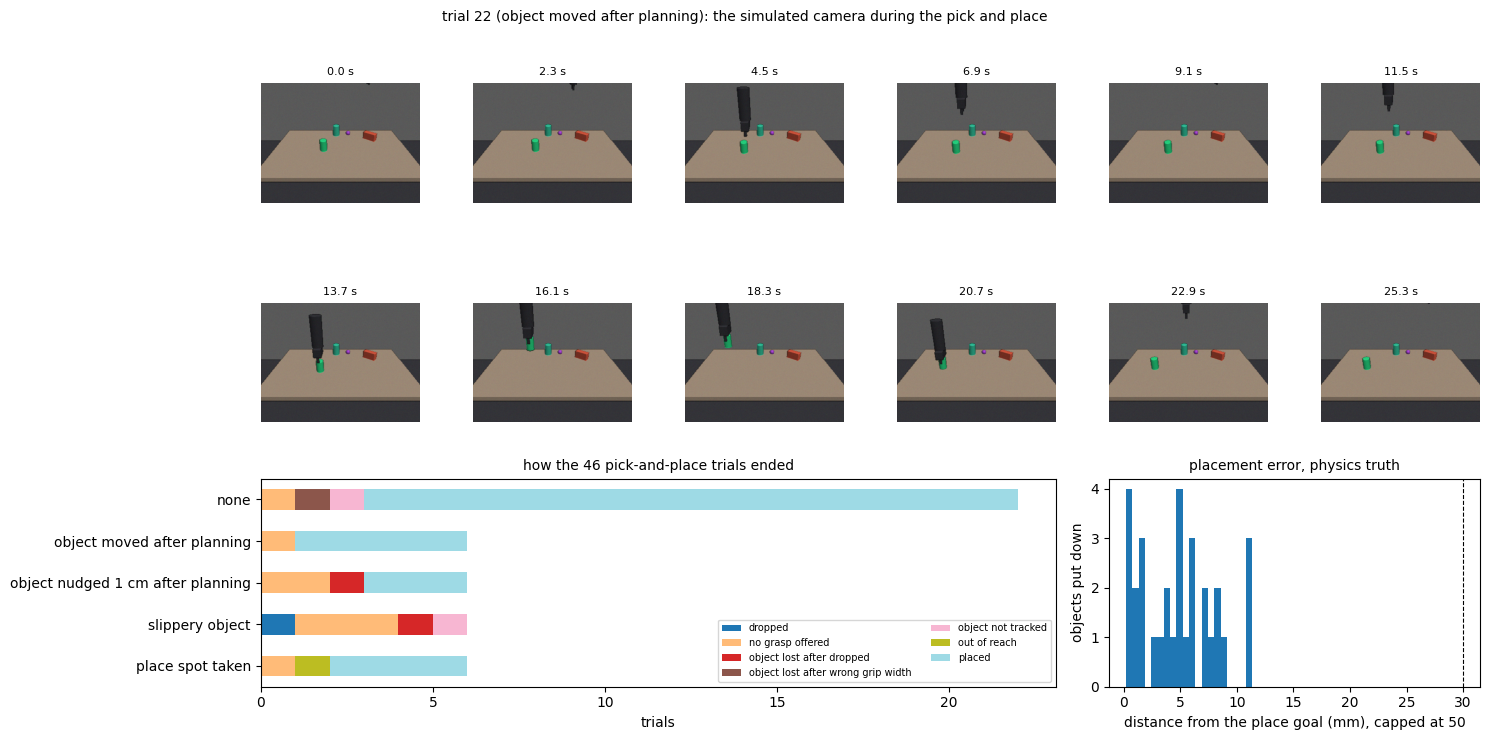 trial 22 (object moved after planning): the simulated camera during the pick and place
0.0 s
2.3 s
4.5 s
6.9 s
9.1 s
11.5 s
13.7 s
16.1 s
18.3 s
20.7 s
22.9 s
25.3 s
how the 46 pick-and-place trials ended
none
object moved after planning
object nudged 1 cm after planning
slippery object
place spot taken
dropped
no grasp offered
object lost after dropped
object lost after wrong grip width
object not tracked
out of reach
placed
0 5 10 15 20
trials
placement error, physics truth
objects put down
4
3
2
1
0
0 5 10 15 20 25 30
distance from the place goal (mm), capped at 50